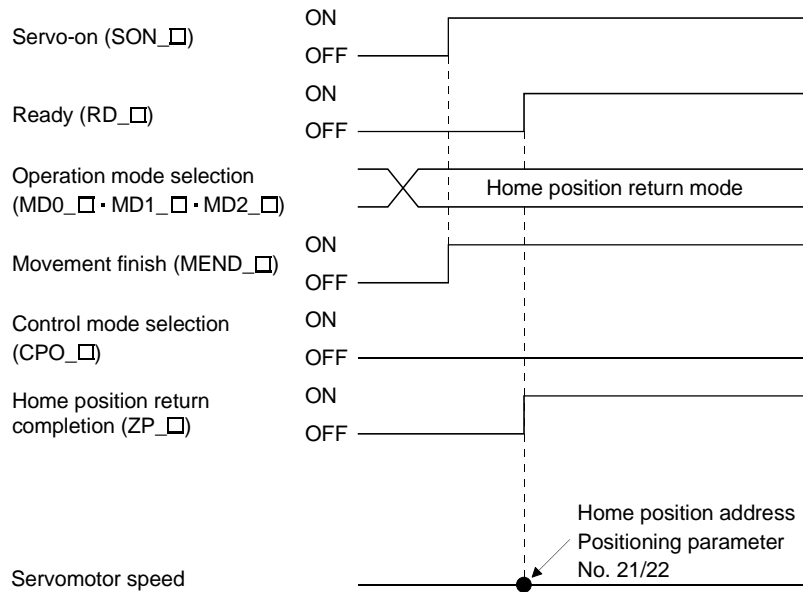 ON
Servo-on (SON_□)
OFF
ON
Ready (RD_□)
OFF
Operation mode selection
(MD0_□・MD1_□・MD2_□)
Home position return mode
ON
Movement finish (MEND_□)
OFF
Control mode selection
(CPO_□)
ON
OFF
Home position return
completion (ZP_□)
ON
OFF
Home position address
Positioning parameter
No. 21/22
Servomotor speed